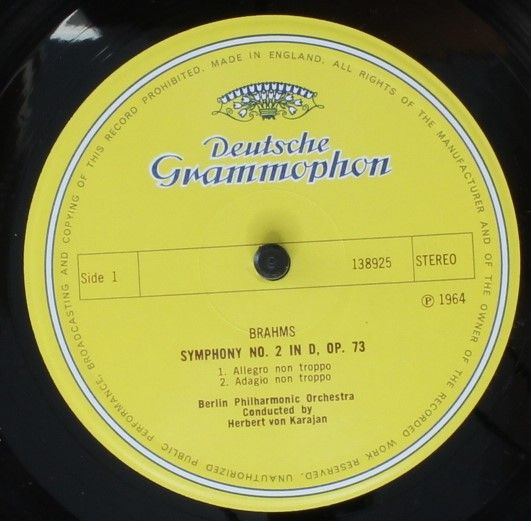 MADE IN ENGLAND. ALL RIGHTS OF THE MANUFACTURER AND OF THE OWNER OF THE RECORDED WORK RESERVED. UNAUTHORIZED PUBLIC PERFORMANCE, BROADCASTING AND COPYING OF THIS RECORD PROHIBITED.
Deutsche
Grammophon
Side 1 138925 STEREO
℗ 1964
BRAHMS
SYMPHONY NO. 2 IN D, OP. 73
1. Allegro non troppo
2. Adagio non troppo
Berlin Philharmonic Orchestra
Conducted by
Herbert von Karajan